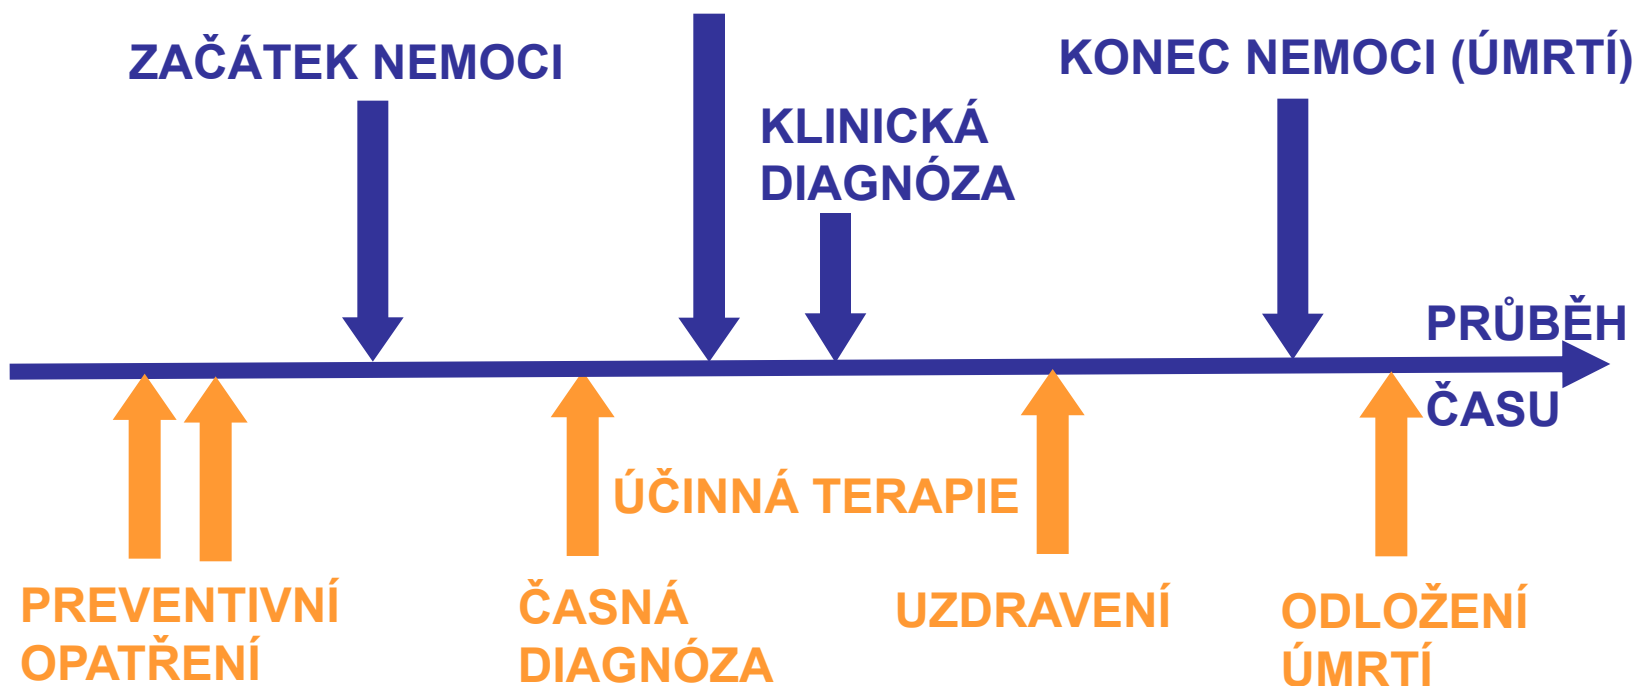 ZAČÁTEK NEMOCI
KONEC NEMOCI (ÚMRTÍ)
KLINICKÁ
DIAGNÓZA
PRŮBĚH
ČASU
ÚČINNÁ TERAPIE
PREVENTIVNÍ
OPATŘENÍ
ČASNÁ
DIAGNÓZA
UZDRAVENÍ
ODLOŽENÍ
ÚMRTÍ